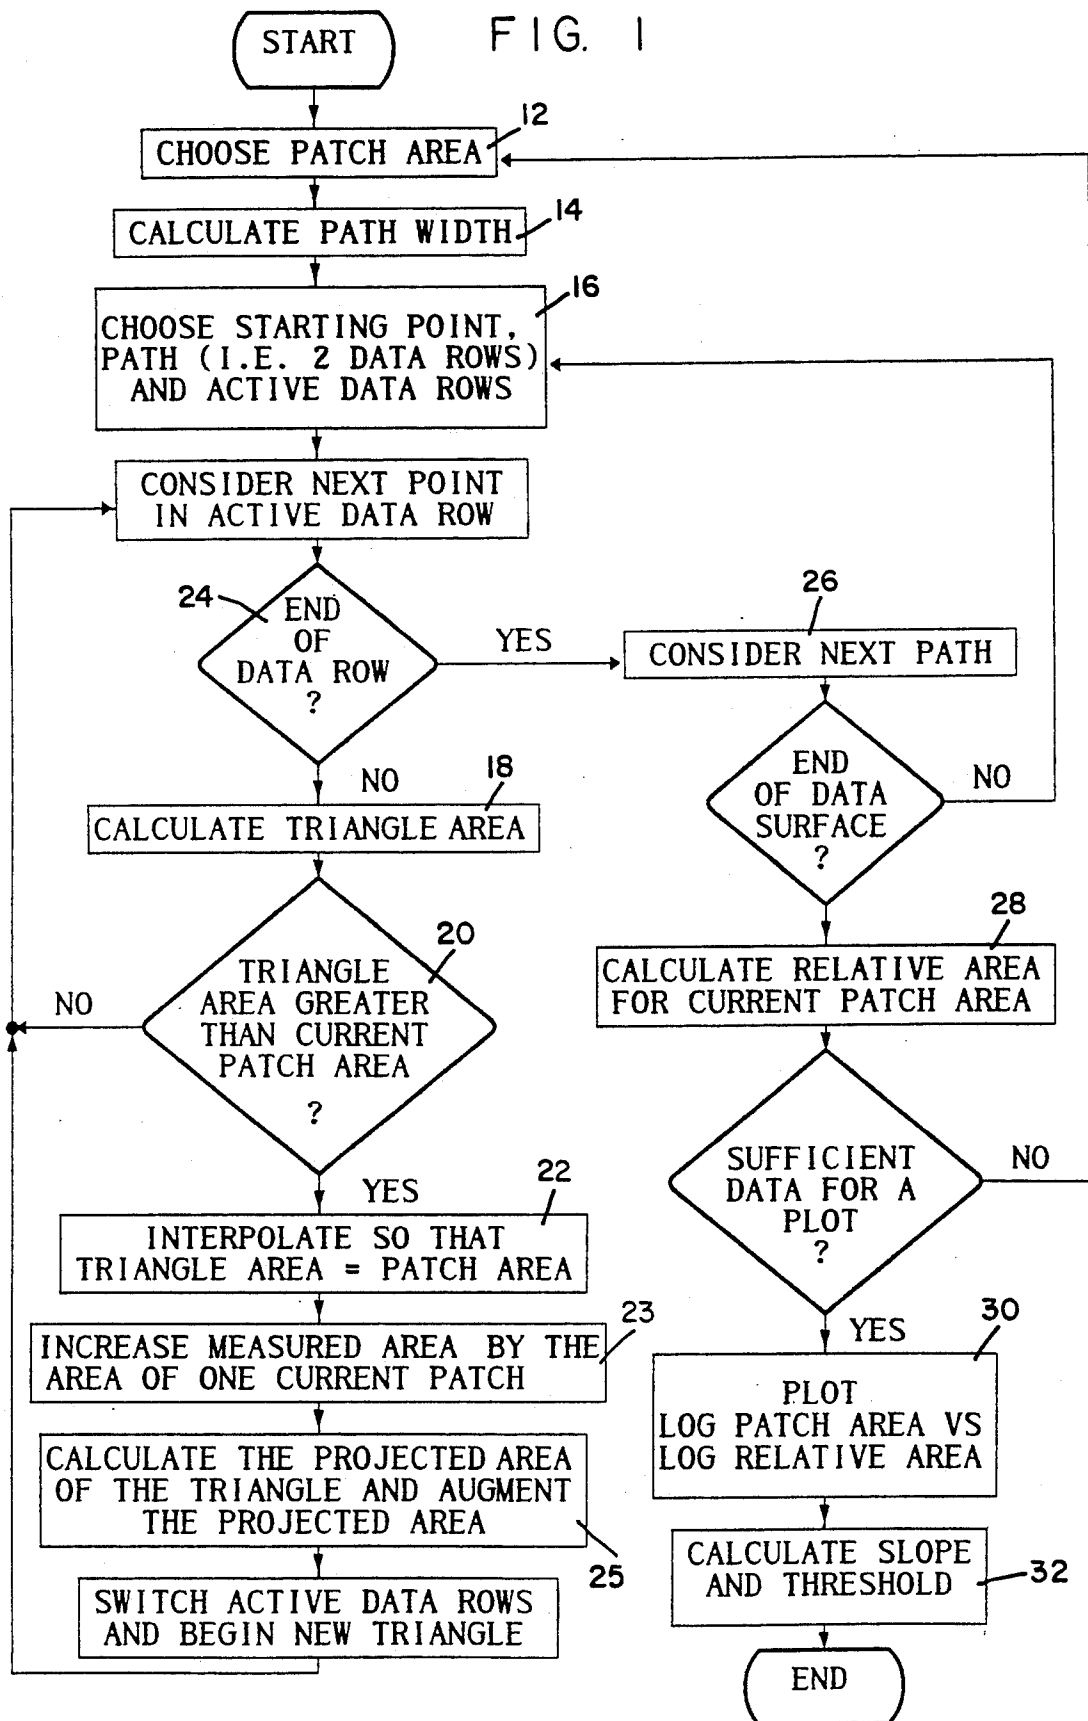 FIG. 1
START
12
CHOOSE PATCH AREA
14
CALCULATE PATH WIDTH
16
CHOOSE STARTING POINT,
PATH (I.E. 2 DATA ROWS)
AND ACTIVE DATA ROWS
CONSIDER NEXT POINT
IN ACTIVE DATA ROW
24
END
OF
DATA ROW
?
YES
NO
18
CALCULATE TRIANGLE AREA
20
TRIANGLE
AREA GREATER
THAN CURRENT
PATCH AREA
?
NO
YES
22
INTERPOLATE SO THAT
TRIANGLE AREA = PATCH AREA
INCREASE MEASURED AREA BY THE
AREA OF ONE CURRENT PATCH
23
CALCULATE THE PROJECTED AREA
OF THE TRIANGLE AND AUGMENT
THE PROJECTED AREA
25
SWITCH ACTIVE DATA ROWS
AND BEGIN NEW TRIANGLE
26
CONSIDER NEXT PATH
END
OF DATA
SURFACE
?
NO
28
CALCULATE RELATIVE AREA
FOR CURRENT PATCH AREA
SUFFICIENT
DATA FOR A
PLOT
?
NO
YES
30
PLOT
LOG PATCH AREA VS
LOG RELATIVE AREA
CALCULATE SLOPE
AND THRESHOLD
32
END